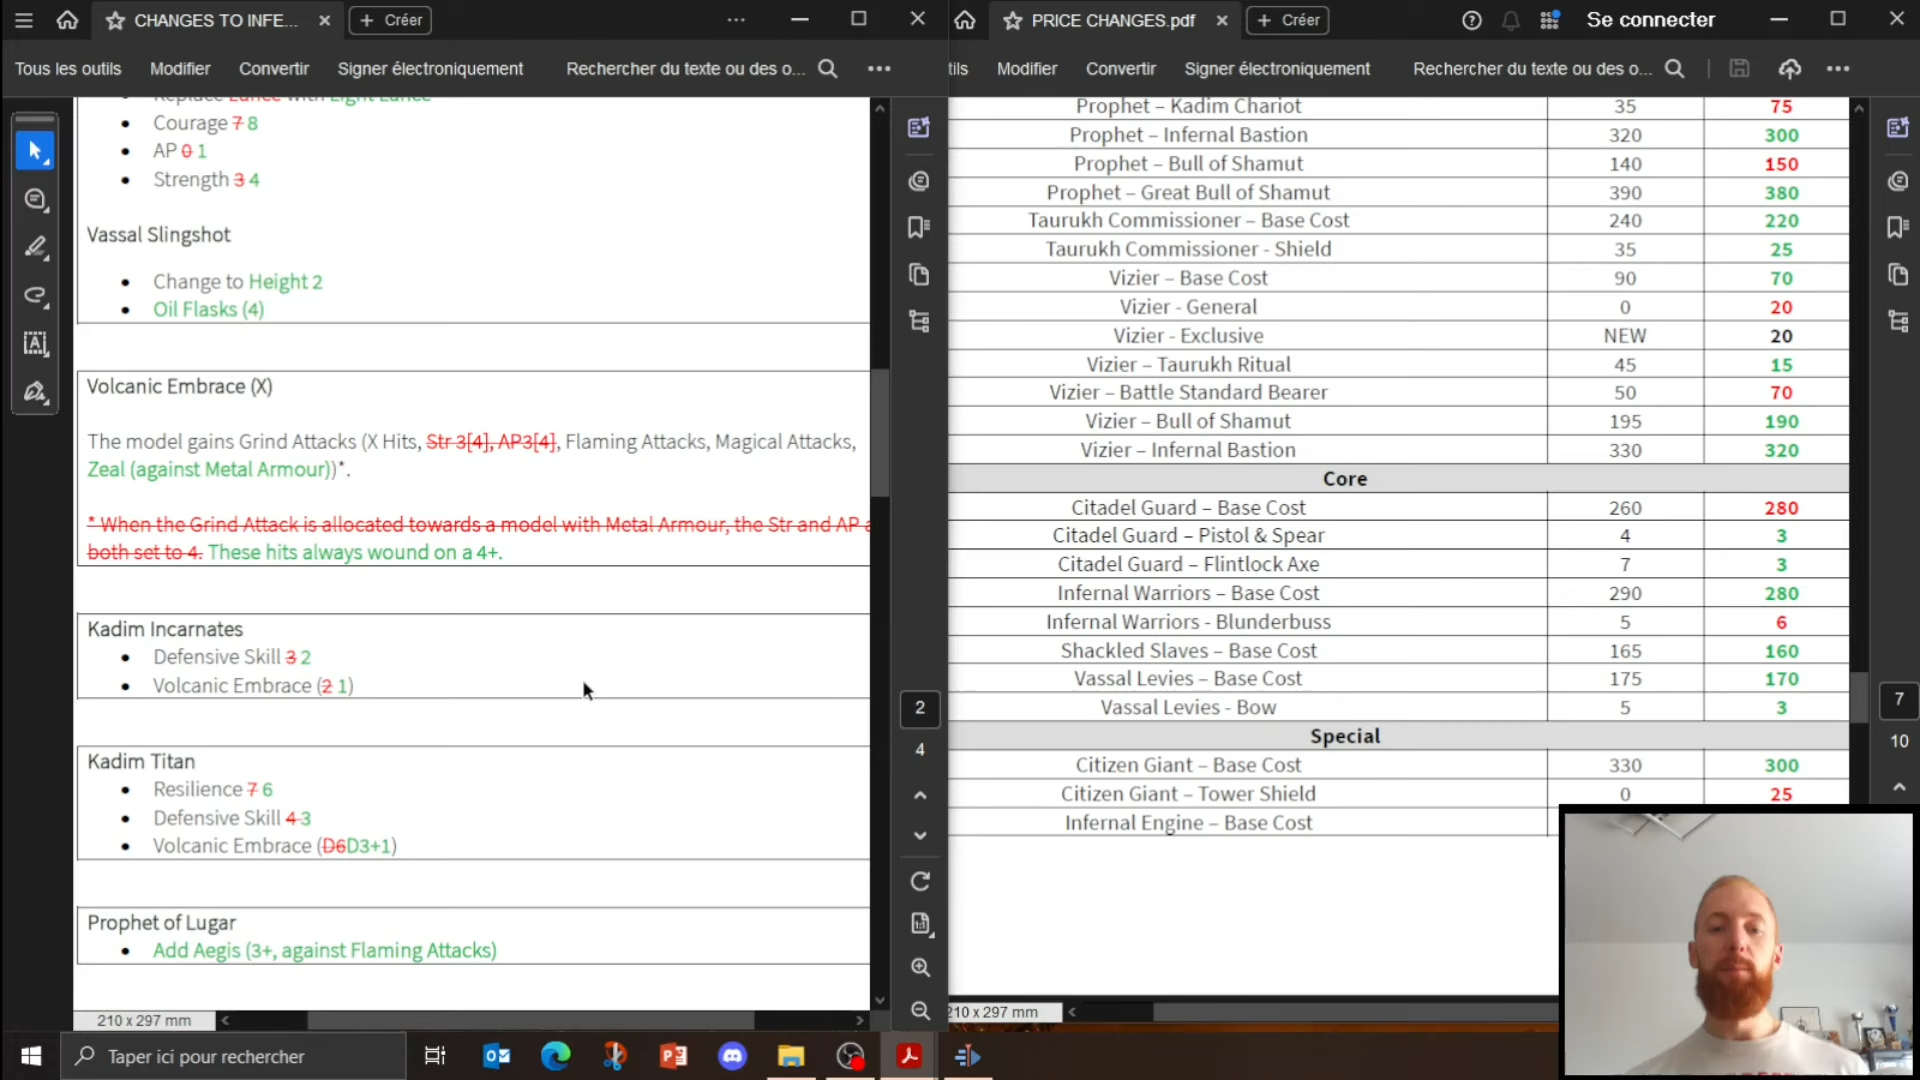 CHANGES TO INFE...
Créer
Tous les outils
Modifier
Convertir
Signer électroniquement
Rechercher du texte ou des o...
Replace Lance with Light Lance
Courage 7 8
AP 0 1
Strength 3 4
Vassal Slingshot
Change to Height 2
Oil Flasks (4)
Volcanic Embrace (X)
The model gains Grind Attacks (X Hits, Str 3[4], AP3[4], Flaming Attacks, Magical Attacks,
Zeal (against Metal Armour))*.
* When the Grind Attack is allocated towards a model with Metal Armour, the Str and AP a
both set to 4. These hits always wound on a 4+.
Kadim Incarnates
Defensive Skill 3 2
Volcanic Embrace (2 1)
Kadim Titan
Resilience 7 6
Defensive Skill 4 3
Volcanic Embrace (D6D3+1)
Prophet of Lugar
Add Aegis (3+, against Flaming Attacks)
210 x 297 mm
2
4
PRICE CHANGES.pdf
Créer
Se connecter
tils
Modifier
Convertir
Signer électroniquement
Rechercher du texte ou des o...
Prophet – Kadim Chariot 35 75
Prophet – Infernal Bastion 320 300
Prophet – Bull of Shamut 140 150
Prophet – Great Bull of Shamut 390 380
Taurukh Commissioner – Base Cost 240 220
Taurukh Commissioner - Shield 35 25
Vizier – Base Cost 90 70
Vizier - General 0 20
Vizier - Exclusive NEW 20
Vizier – Taurukh Ritual 45 15
Vizier – Battle Standard Bearer 50 70
Vizier – Bull of Shamut 195 190
Vizier – Infernal Bastion 330 320
Core
Citadel Guard – Base Cost 260 280
Citadel Guard – Pistol & Spear 4 3
Citadel Guard – Flintlock Axe 7 3
Infernal Warriors – Base Cost 290 280
Infernal Warriors - Blunderbuss 5 6
Shackled Slaves – Base Cost 165 160
Vassal Levies – Base Cost 175 170
Vassal Levies - Bow 5 3
Special
Citizen Giant – Base Cost 330 300
Citizen Giant – Tower Shield 0 25
Infernal Engine – Base Cost
7
10
210 x 297 mm
Taper ici pour rechercher